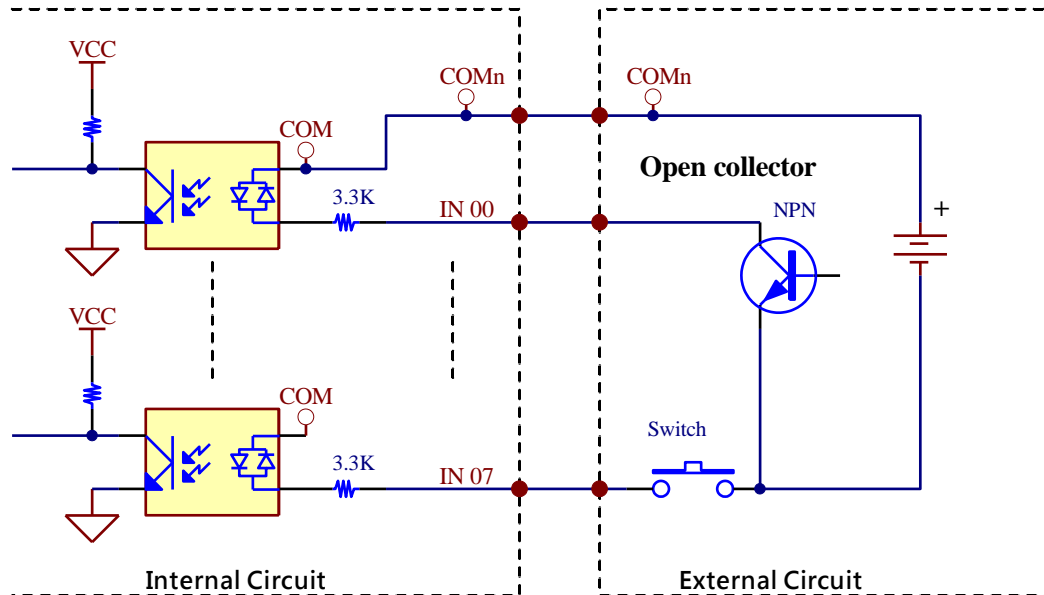 VCC
COMn
COMn
COM
Open collector
3.3K
IN 00
NPN
+
VCC
COM
Switch
3.3K
IN 07
Internal Circuit
External Circuit